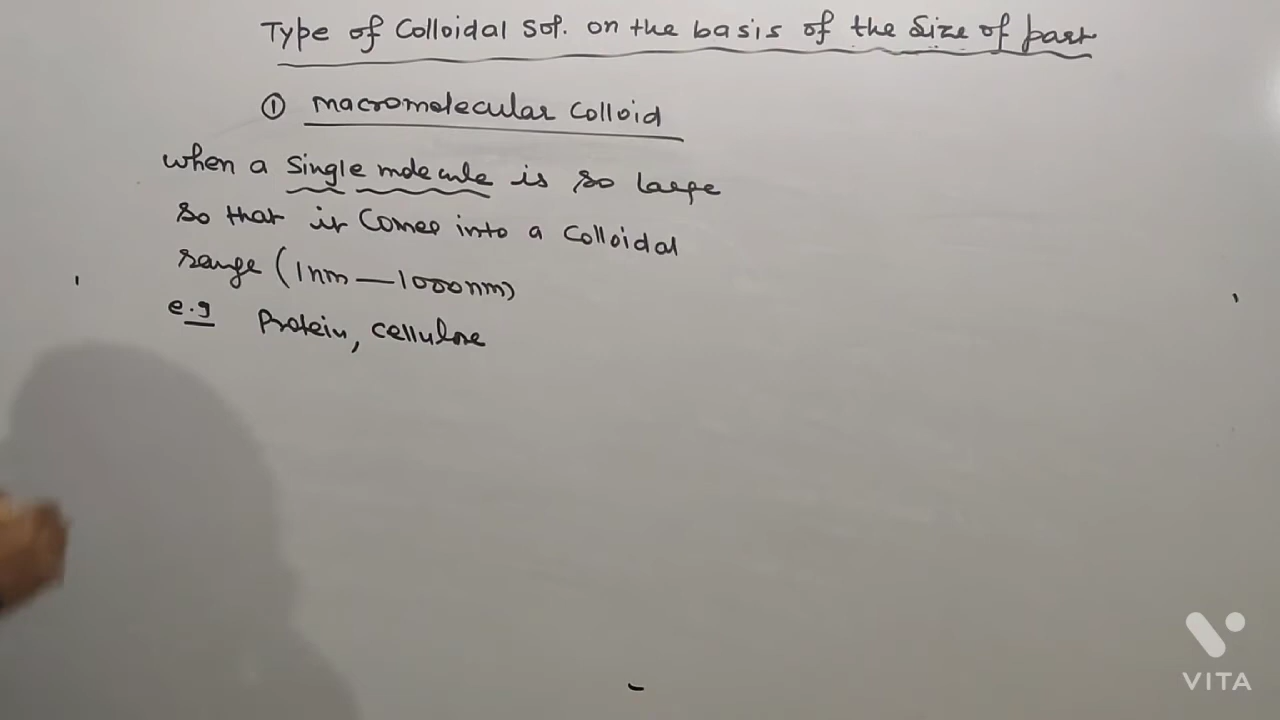 Type of Colloidal Sol. on the basis of the Size of part
① macromolecular Colloid
when a single molecule is so large
so that it Comes into a Colloidal
range (1nm — 1000nm)
e.g Protein, cellulose
VITA